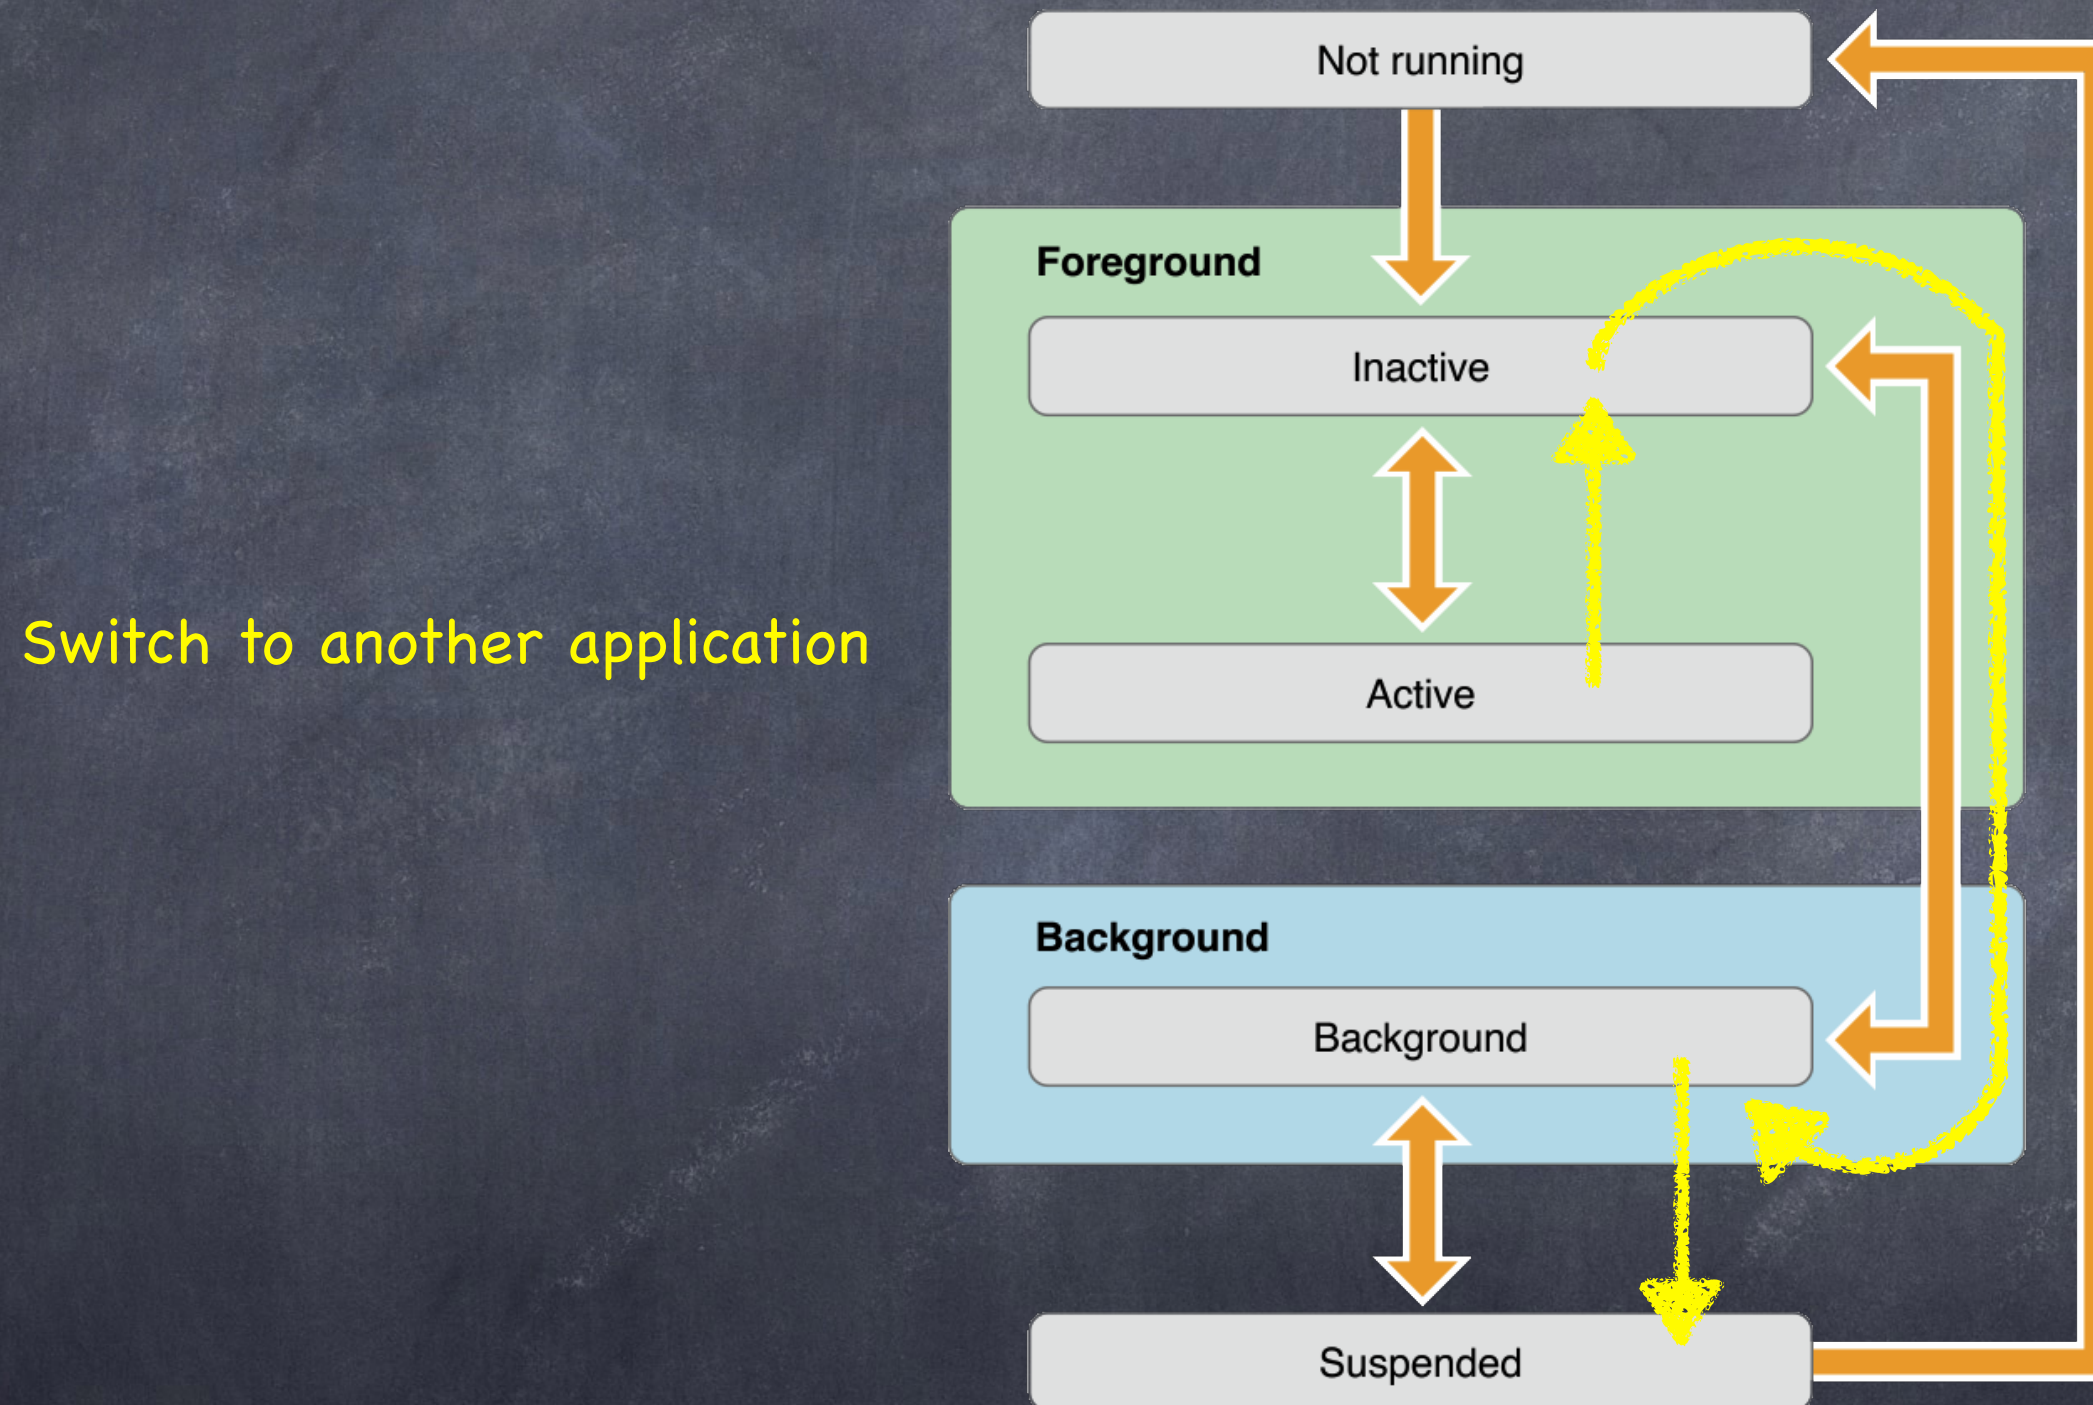 Not running
Foreground
Inactive
Switch to another application
Active
Background
Background
Suspended